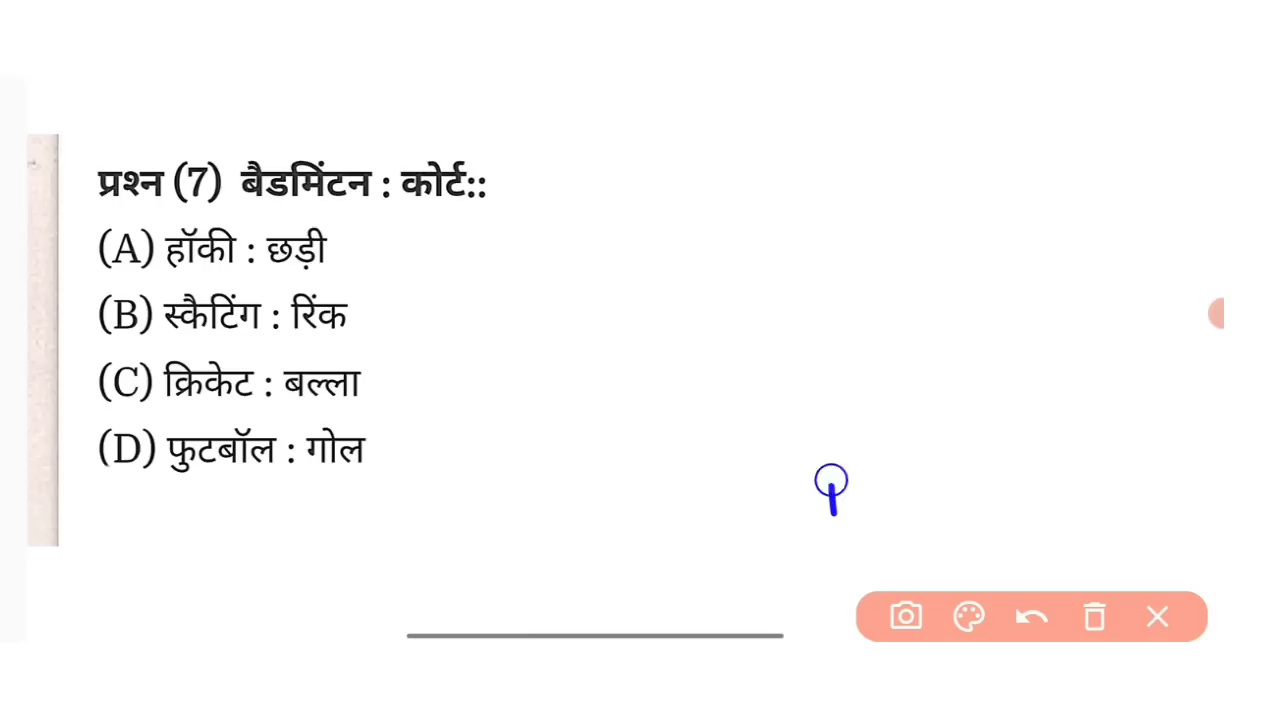 प्रश्न (7) बैडमिंटन : कोर्ट::
(A) हॉकी : छड़ी
(B) स्कैटिंग : रिंक
(C) क्रिकेट : बल्ला
(D) फुटबॉल : गोल